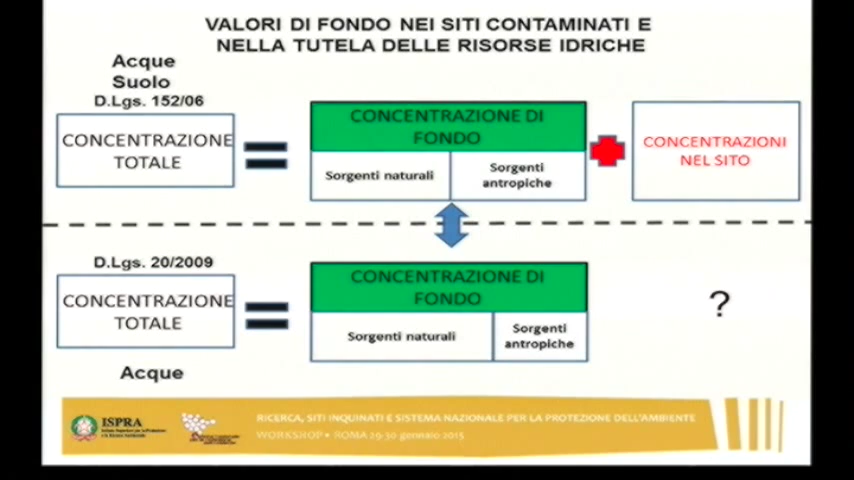 VALORI DI FONDO NEI SITI CONTAMINATI E
NELLA TUTELA DELLE RISORSE IDRICHE
Acque
Suolo
D.Lgs. 152/06
CONCENTRAZIONE
TOTALE
CONCENTRAZIONE DI
FONDO
Sorgenti naturali
Sorgenti
antropiche
CONCENTRAZIONI
NEL SITO
D.Lgs. 20/2009
CONCENTRAZIONE
TOTALE
CONCENTRAZIONE DI
FONDO
Sorgenti naturali
Sorgenti
antropiche
?
Acque
ISPRA
RICERCA, SITI INQUINATI E SISTEMA NAZIONALE PER LA PROTEZIONE DELL'AMBIENTE
WORKSHOP • ROMA 29-30 gennaio 2015